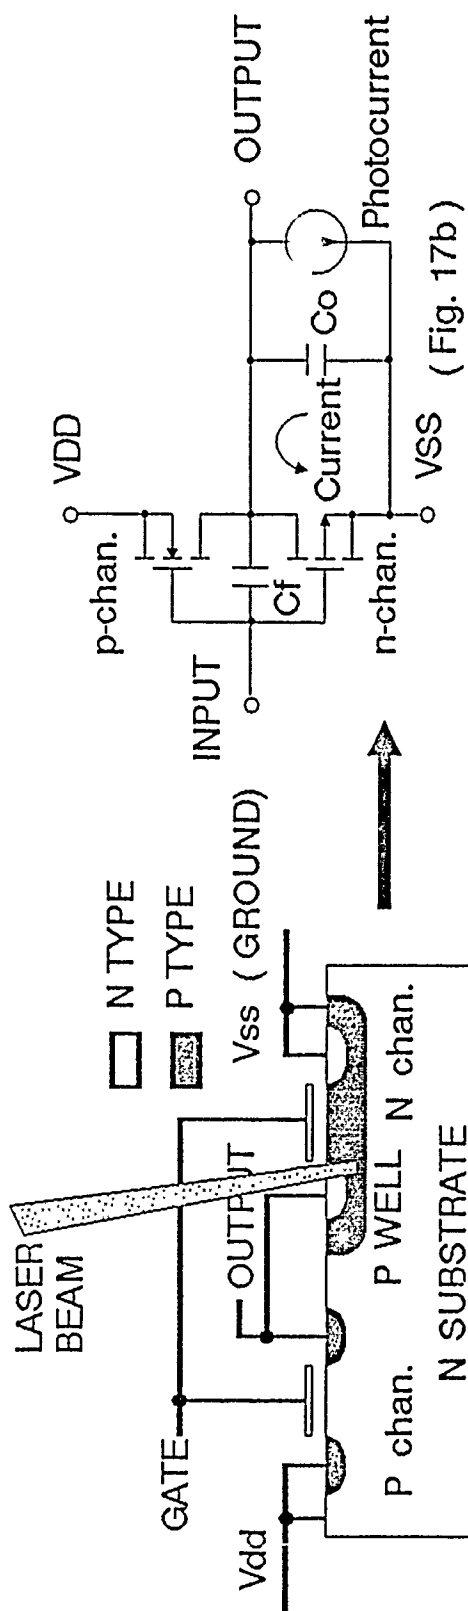 LASER
BEAM
N TYPE
P TYPE
GATE
OUTPUT
Vdd
Vss ( GROUND)
P chan.
P WELL
N chan.
N SUBSTRATE
VDD
p-chan.
INPUT
OUTPUT
Cf
Co
Current
Photocurrent
n-chan.
VSS
( Fig. 17b )